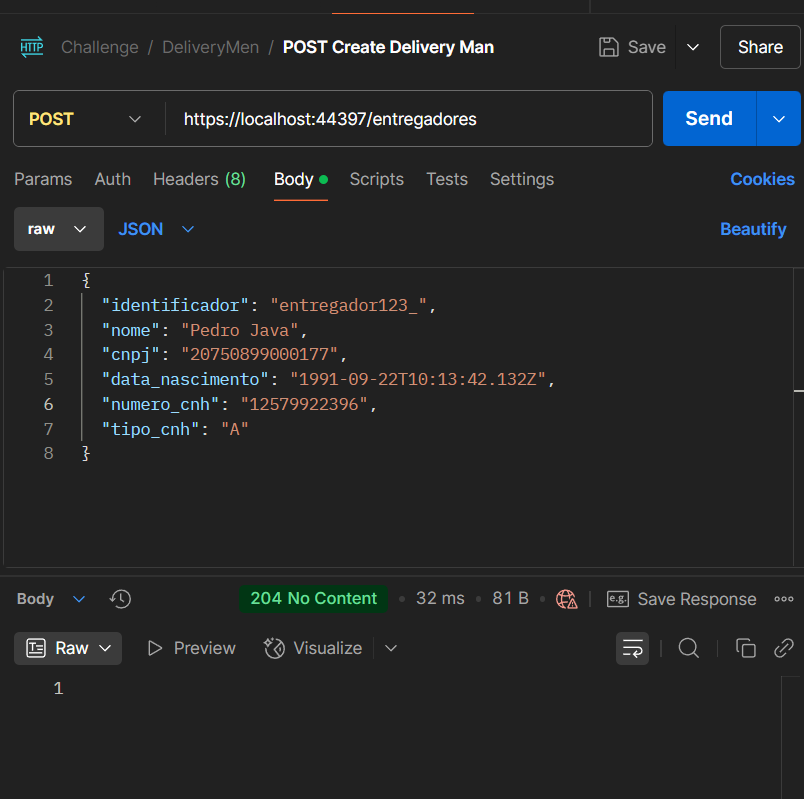 HTTP Challenge / DeliveryMen / POST Create Delivery Man Save Share
POST https://localhost:44397/entregadores Send
Params Auth Headers (8) Body Scripts Tests Settings Cookies
raw JSON Beautify
1 {
2 "identificador": "entregador123_",
3 "nome": "Pedro Java",
4 "cnpj": "20750899000177",
5 "data_nascimento": "1991-09-22T10:13:42.132Z",
6 "numero_cnh": "12579922396",
7 "tipo_cnh": "A"
8 }
Body 204 No Content • 32 ms • 81 B • e.g. Save Response
Raw Preview Visualize
1